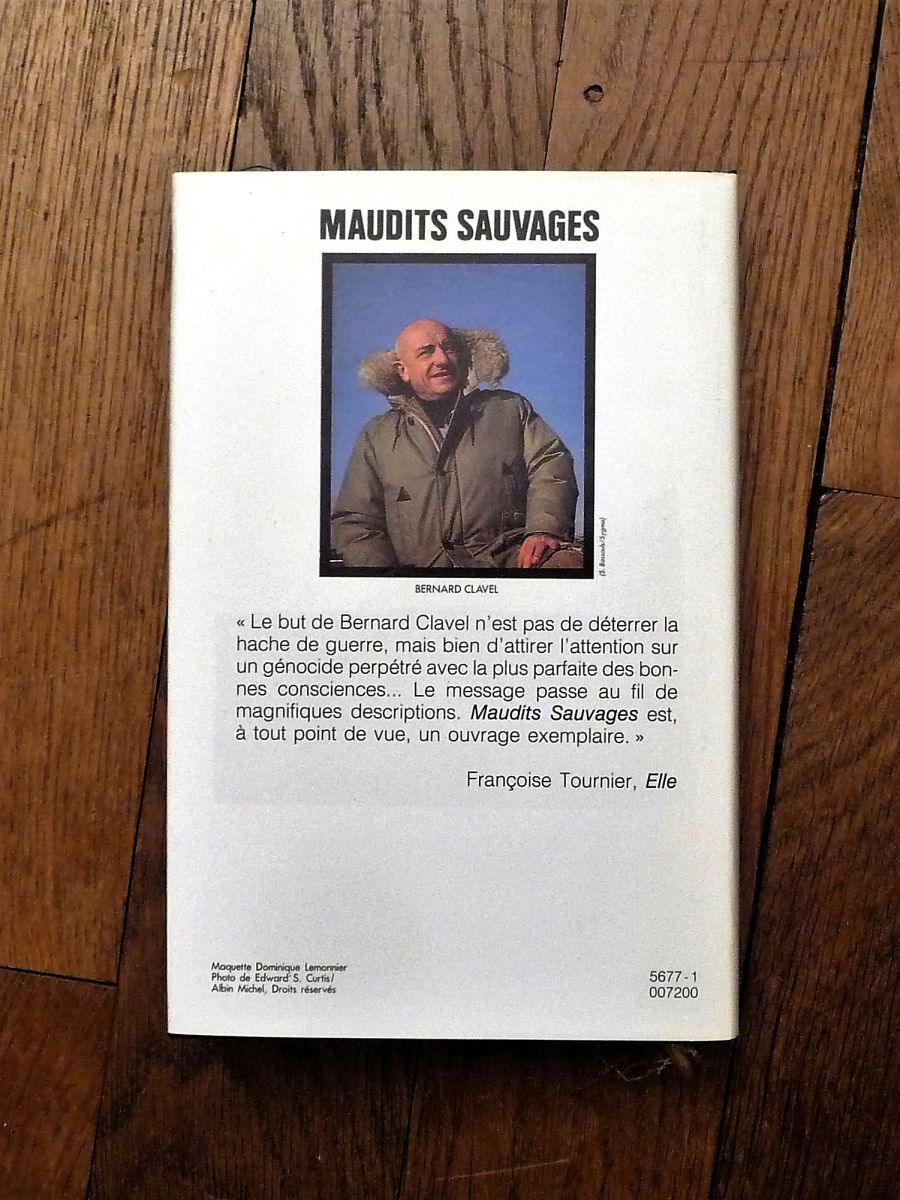 MAUDITS SAUVAGES
(S. Bassouls/Sygma)
BERNARD CLAVEL
« Le but de Bernard Clavel n'est pas de déterrer la
hache de guerre, mais bien d'attirer l'attention sur
un génocide perpétré avec la plus parfaite des bon-
nes consciences... Le message passe au fil de
magnifiques descriptions. Maudits Sauvages est,
à tout point de vue, un ouvrage exemplaire. »
Françoise Tournier, Elle
Maquette Dominique Lemonnier
Photo de Edward S. Curtis/
Albin Michel, Droits réservés
5677-1
007200